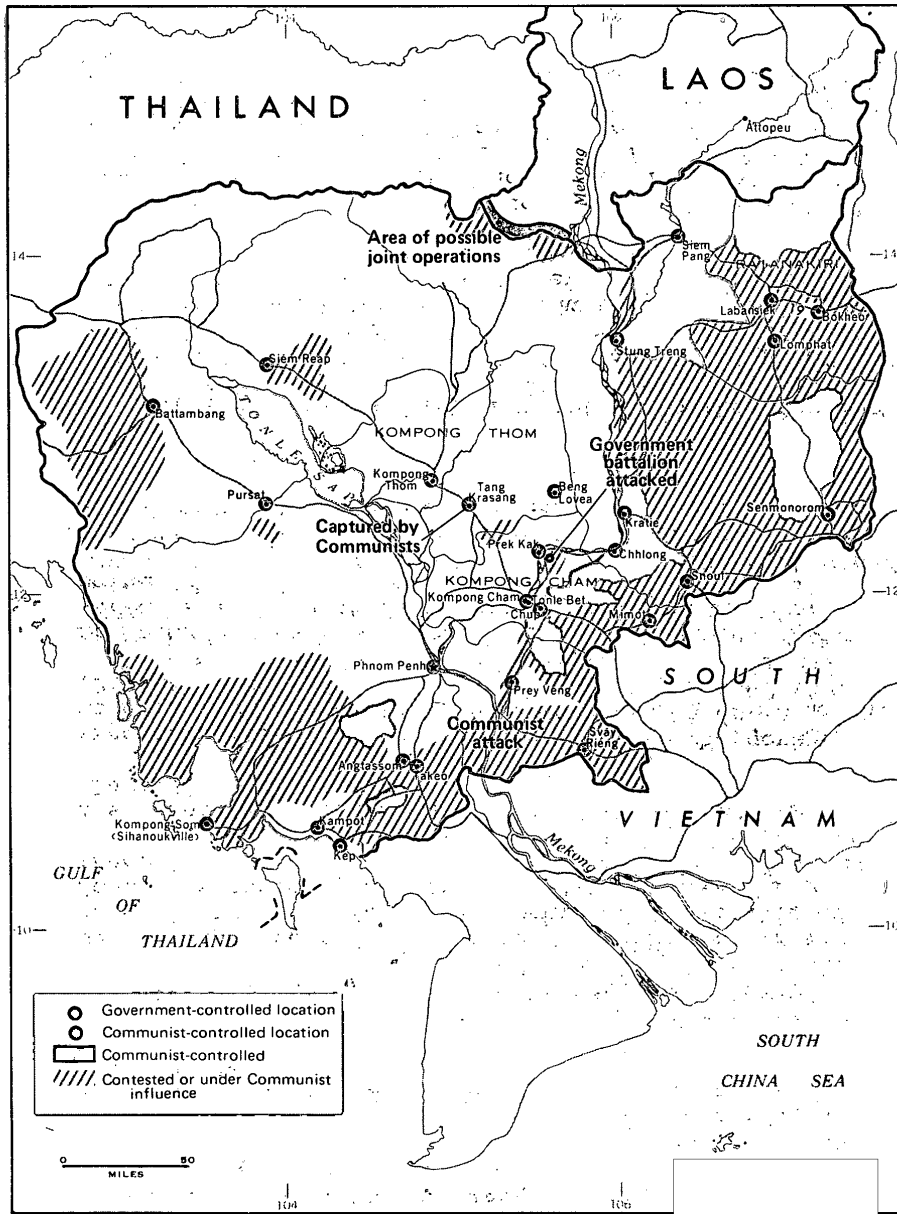 THAILAND
LAOS
Attopeu
Mekong
Area of possible
joint operations
Siem
Pang
14
14
RATANAKIRI
Labansiek
Bokheo
Lomphat
Stung Treng
Siem Reap
Battambang
TONLE SAP
KOMPONG THOM
Government
battalion
attacked
Kompong
Thom
Tang
Krasang
Beng
Lovea
Pursat
Captured by
Communists
Kratie
Senmonorom
Prek Kak
Chhlong
KOMPONG CHAM
Snoul
12
12
Kompong Cham
Tonle Bet
Chup
Mimot
SOUTH
Phnom Penh
Prey Veng
Communist
attack
Svay
Rieng
Angtassom
Takeo
VIETNAM
Kompong Som
(Sihanoukville)
Kampot
Kep
Mekong
GULF
OF
THAILAND
10
10
Government-controlled location
Communist-controlled location
Communist-controlled
Contested or under Communist
influence
SOUTH
CHINA SEA
0 50
MILES
104
106
104
106